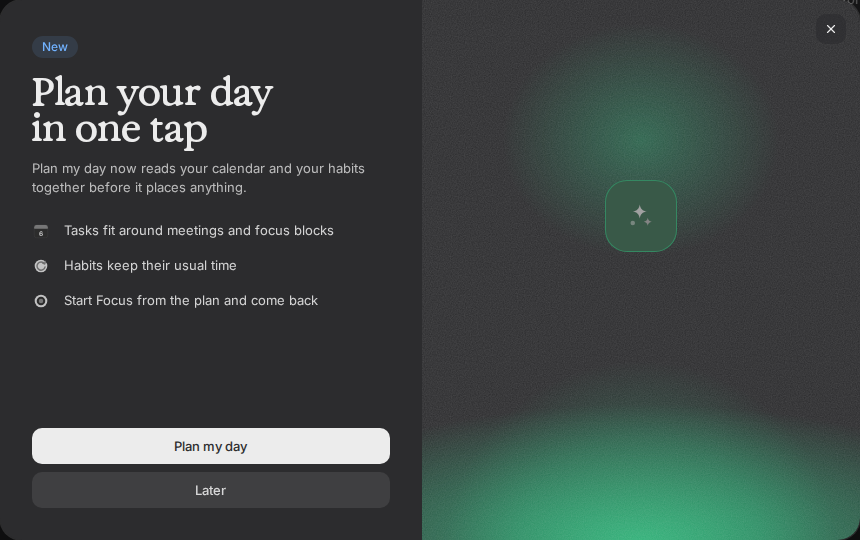 New
Plan your day
in one tap
Plan my day now reads your calendar and your habits
together before it places anything.
6
Tasks fit around meetings and focus blocks
Habits keep their usual time
Start Focus from the plan and come back
Plan my day
Later